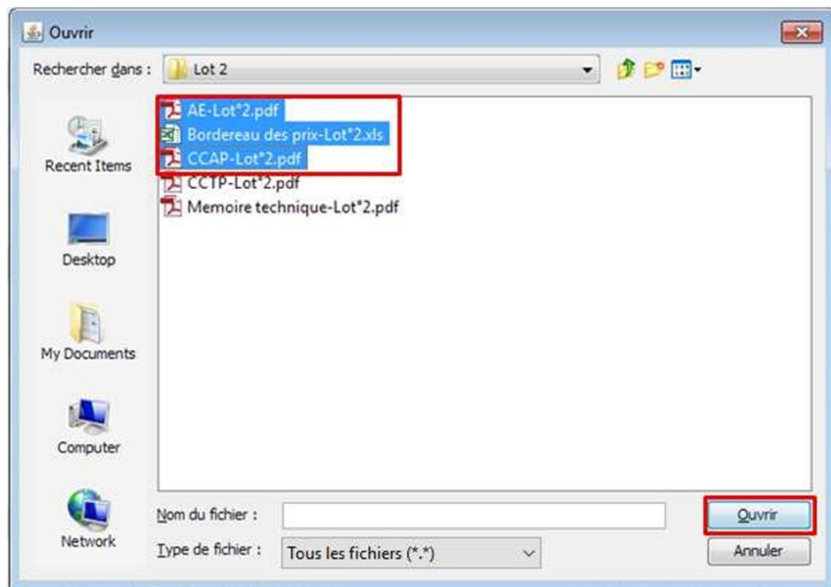 Ouvrir
Rechercher dans :
Lot 2
AE-Lot°2.pdf
Bordereau des prix-Lot°2.xls
CCAP-Lot°2.pdf
CCTP-Lot°2.pdf
Memoire technique-Lot°2.pdf
Recent Items
Desktop
My Documents
Computer
Network
Nom du fichier :
Ouvrir
Type de fichier :
Tous les fichiers (*.*)
Annuler